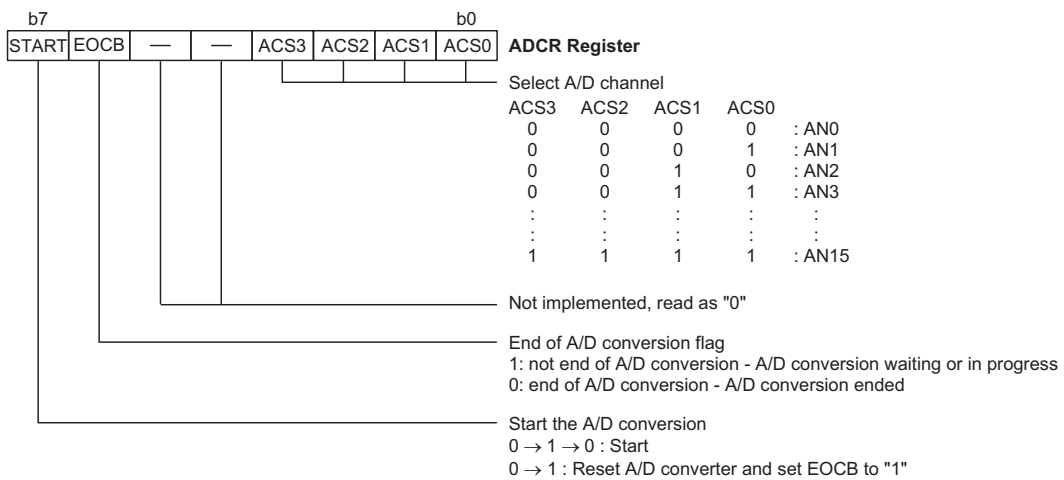 b7 b0
START EOCB — — ACS3 ACS2 ACS1 ACS0 ADCR Register
Select A/D channel
ACS3 ACS2 ACS1 ACS0
0 0 0 0 : AN0
0 0 0 1 : AN1
0 0 1 0 : AN2
0 0 1 1 : AN3
: : : : :
: : : : :
1 1 1 1 : AN15
Not implemented, read as "0"
End of A/D conversion flag
1: not end of A/D conversion - A/D conversion waiting or in progress
0: end of A/D conversion - A/D conversion ended
Start the A/D conversion
0 → 1 → 0 : Start
0 → 1 : Reset A/D converter and set EOCB to "1"